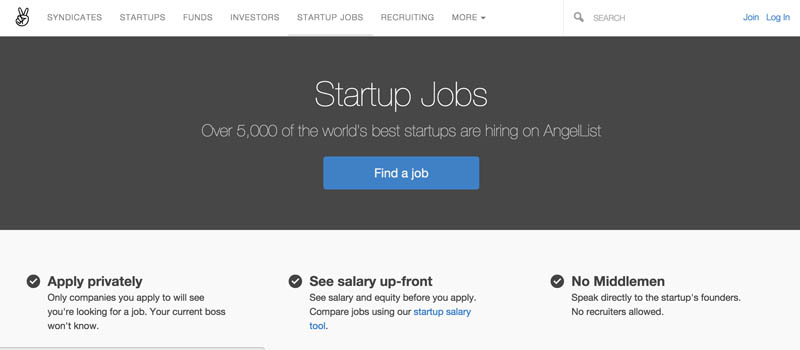 SYNDICATES STARTUPS FUNDS INVESTORS STARTUP JOBS RECRUITING MORE SEARCH Join Log In
Startup Jobs
Over 5,000 of the world's best startups are hiring on AngelList
Find a job
Apply privately
Only companies you apply to will see
you're looking for a job. Your current boss
won't know.
See salary up-front
See salary and equity before you apply.
Compare jobs using our startup salary
tool.
No Middlemen
Speak directly to the startup's founders.
No recruiters allowed.